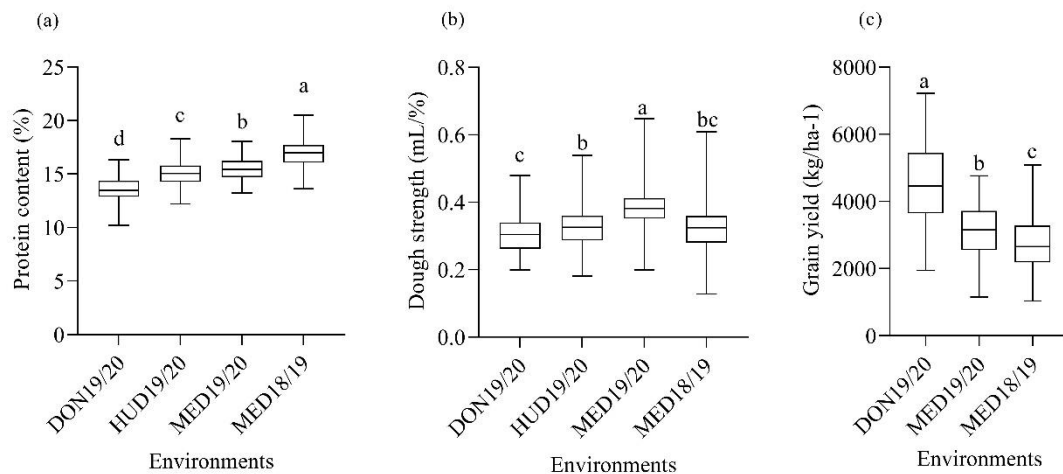 (a)
Protein content (%)
25
20
15
10
5
0
d
c
b
a
DON19/20
HUD19/20
MED19/20
MED18/19
Environments
(b)
Dough strength (mL/%)
0.8
0.6
0.4
0.2
0.0
c
b
a
bc
DON19/20
HUD19/20
MED19/20
MED18/19
Environments
(c)
Grain yield (kg/ha-1)
8000
6000
4000
2000
0
a
b
c
DON19/20
MED19/20
MED18/19
Environments